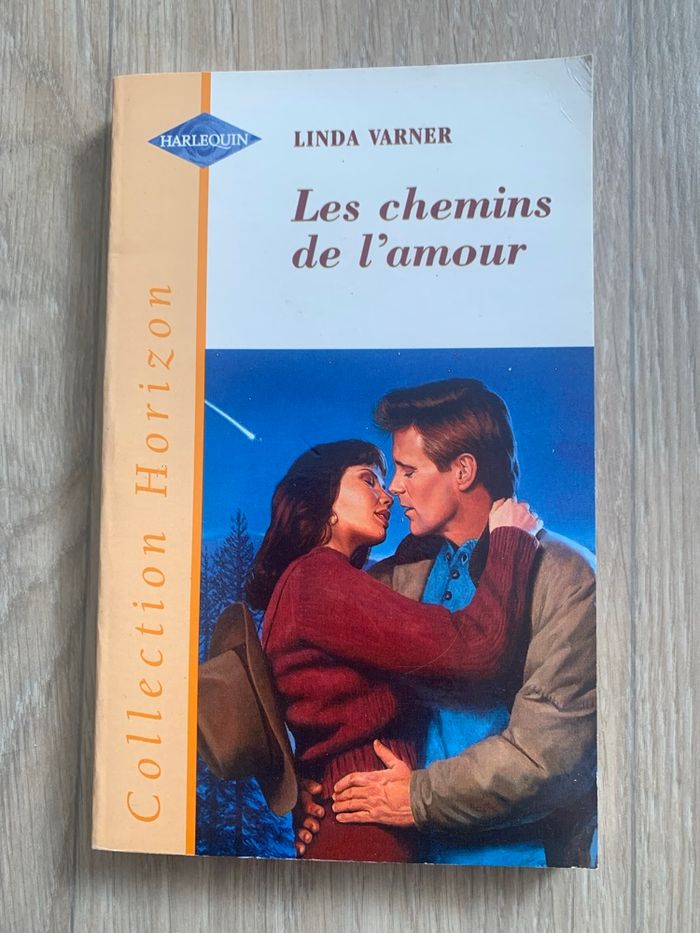 HARLEQUIN
LINDA VARNER
Les chemins
de l'amour
Collection Horizon